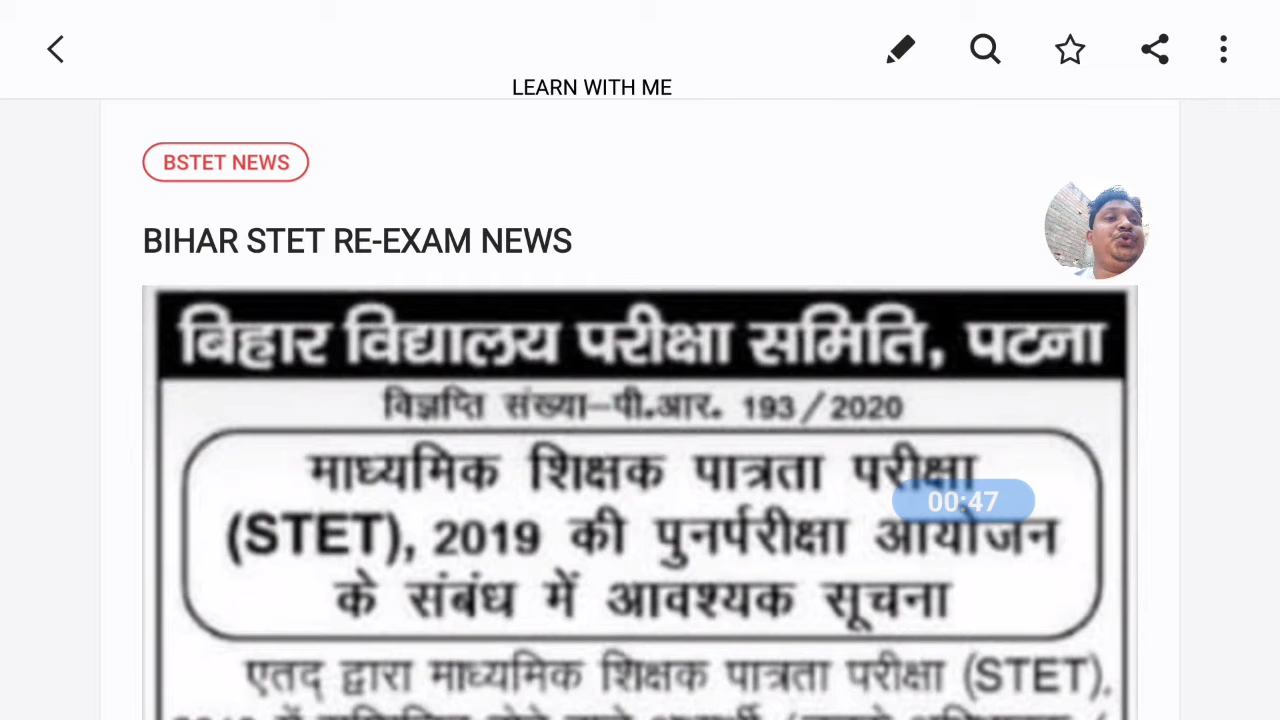 LEARN WITH ME
BSTET NEWS
BIHAR STET RE-EXAM NEWS
बिहार विद्यालय परीक्षा समिति, पटना
विज्ञप्ति संख्या–पी.आर. 193/2020
माध्यमिक शिक्षक पात्रता परीक्षा
00:47
(STET), 2019 की पुनर्परीक्षा आयोजन
के संबंध में आवश्यक सूचना
एतद् द्वारा माध्यमिक शिक्षक पात्रता परीक्षा (STET),